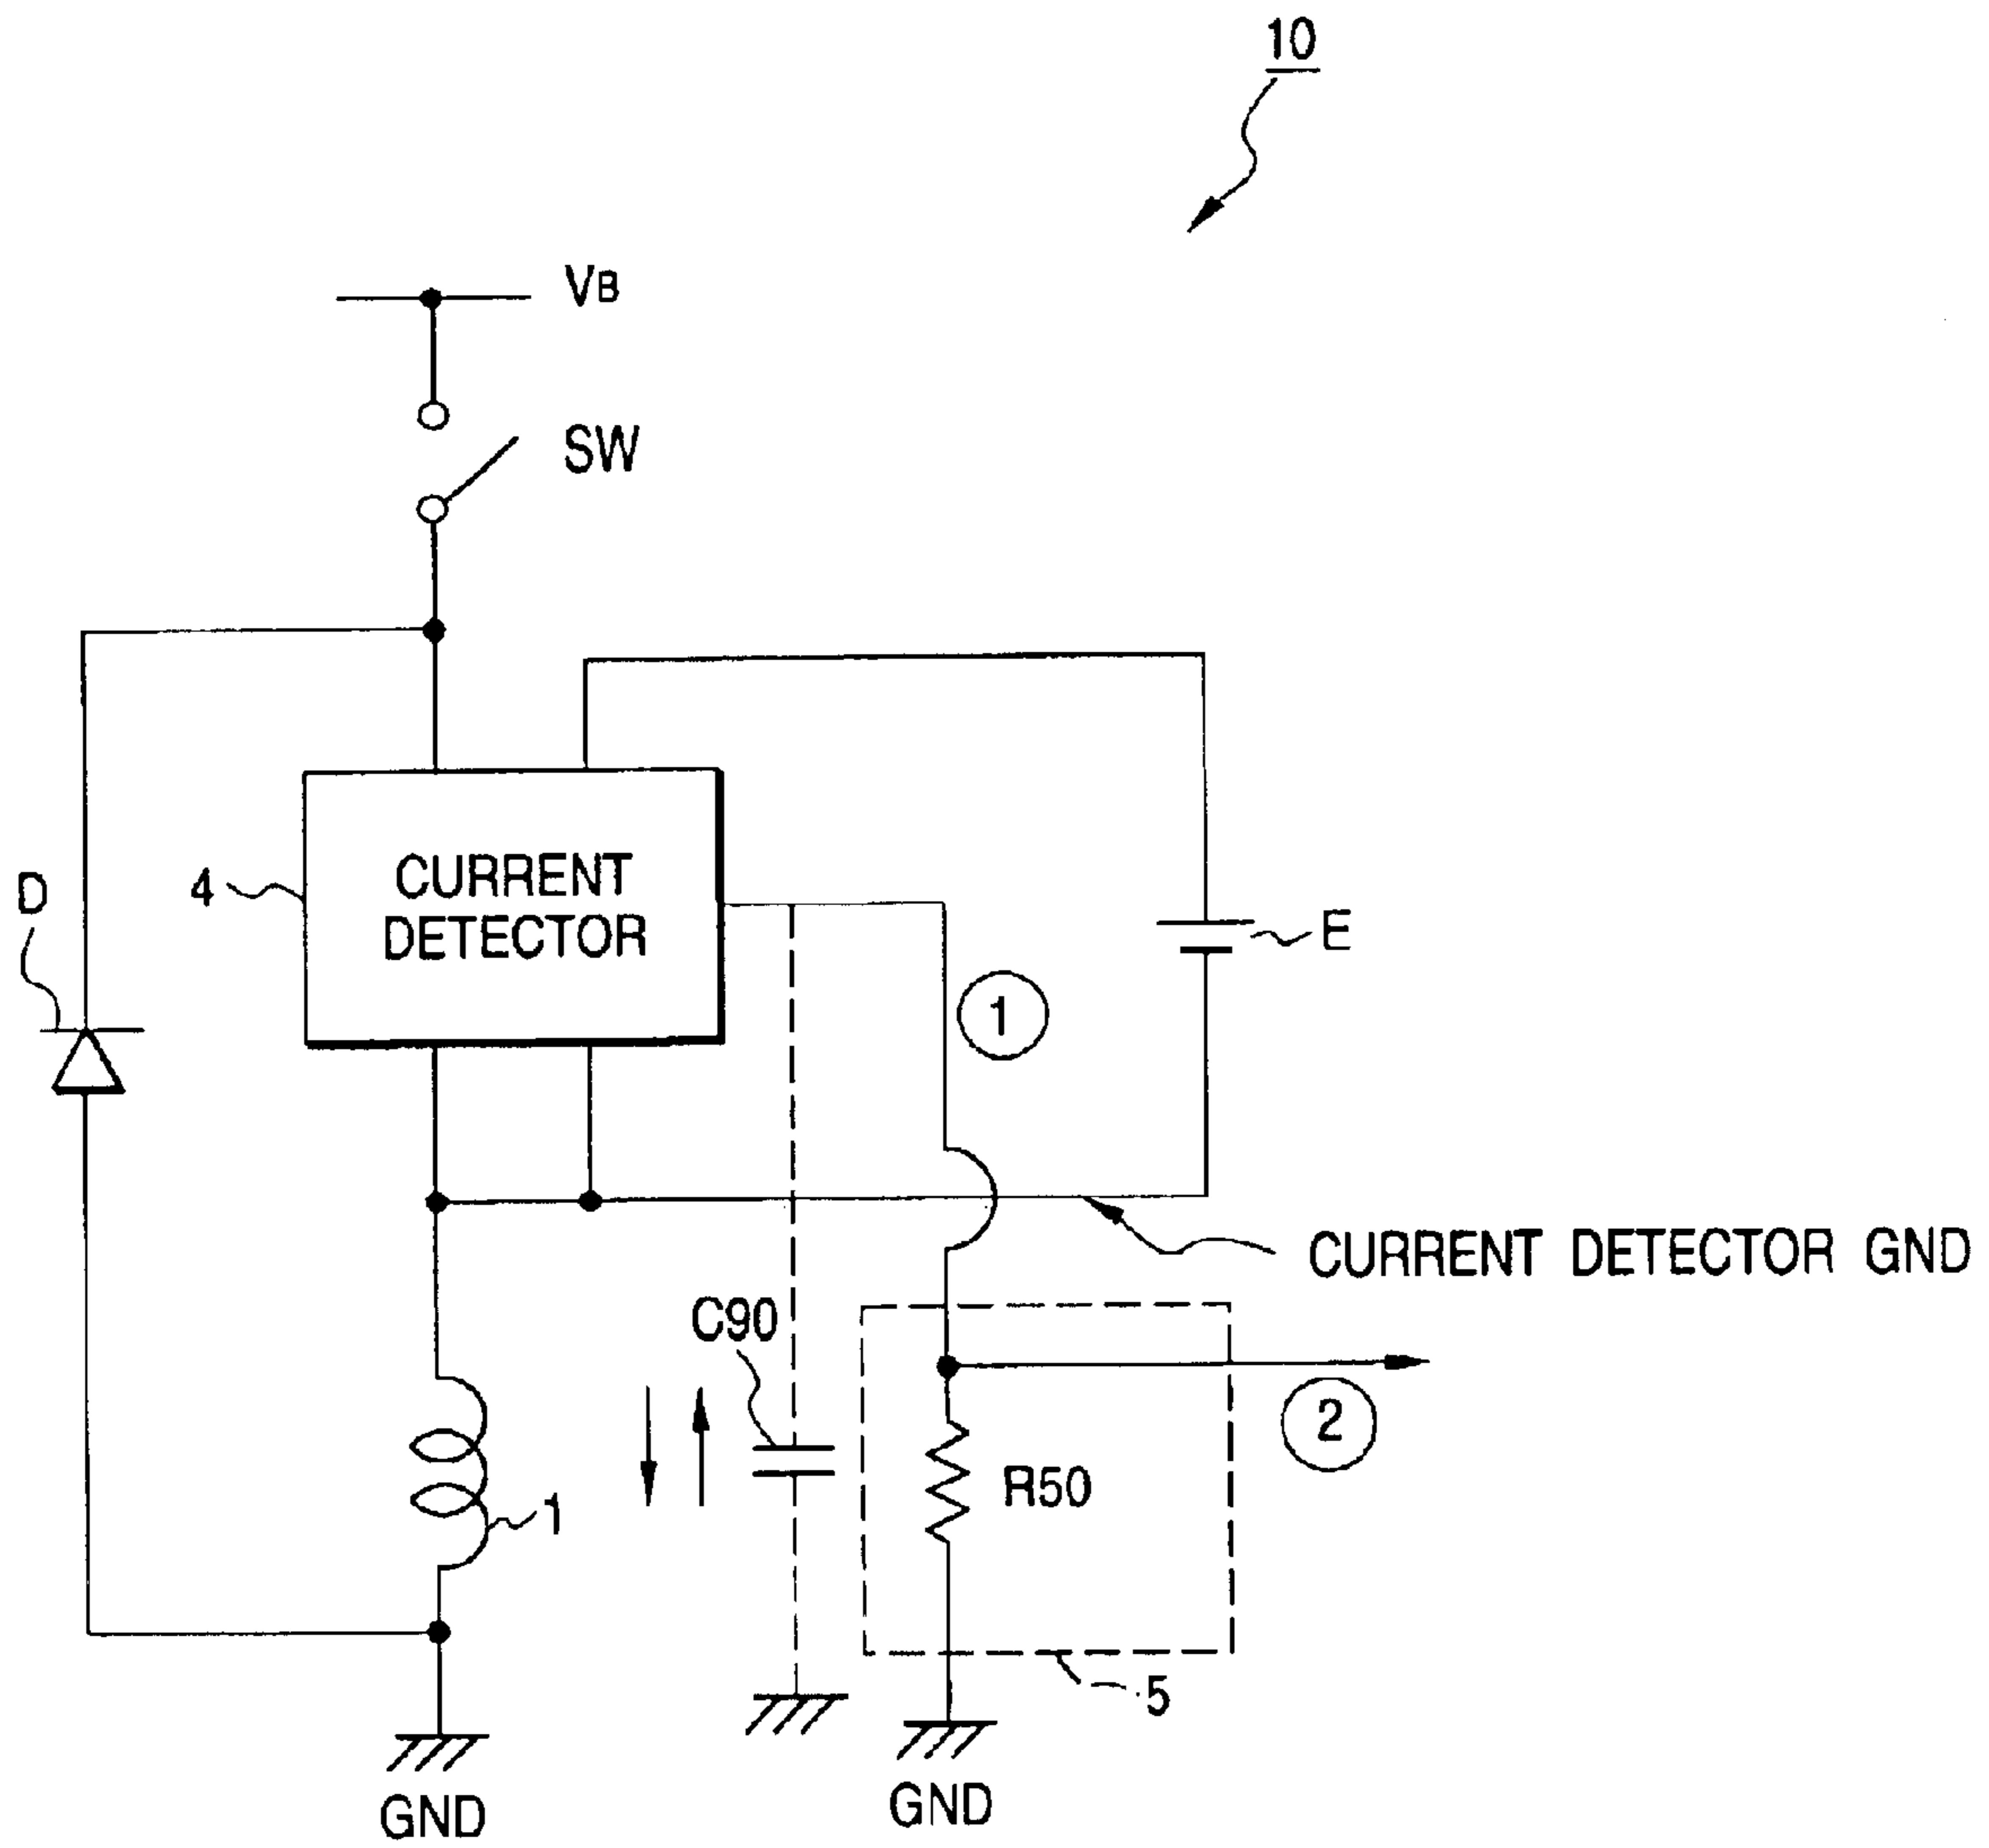 10
VB
SW
D
4
CURRENT
DETECTOR
E
1
CURRENT DETECTOR GND
C90
2
R50
1
5
GND
GND